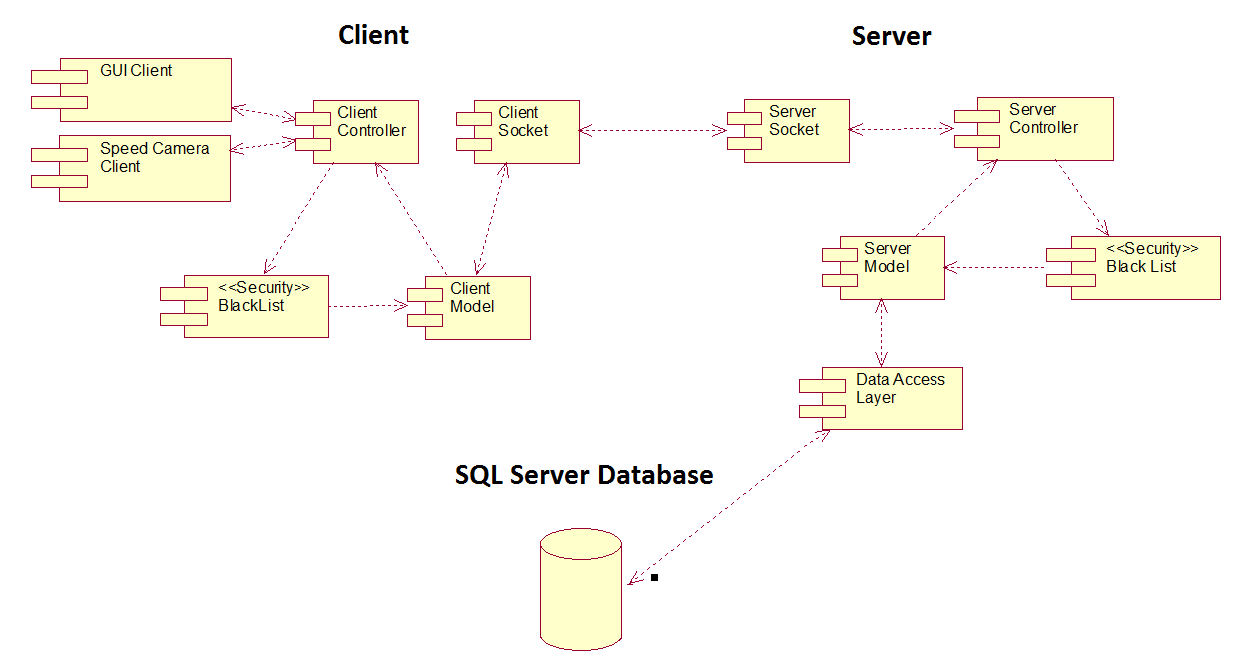 Client
Server
GUI Client
Speed Camera
Client
Client
Controller
Client
Socket
Server
Socket
Server
Controller
<<Security>>
BlackList
Client
Model
Server
Model
<<Security>>
Black List
Data Access
Layer
SQL Server Database